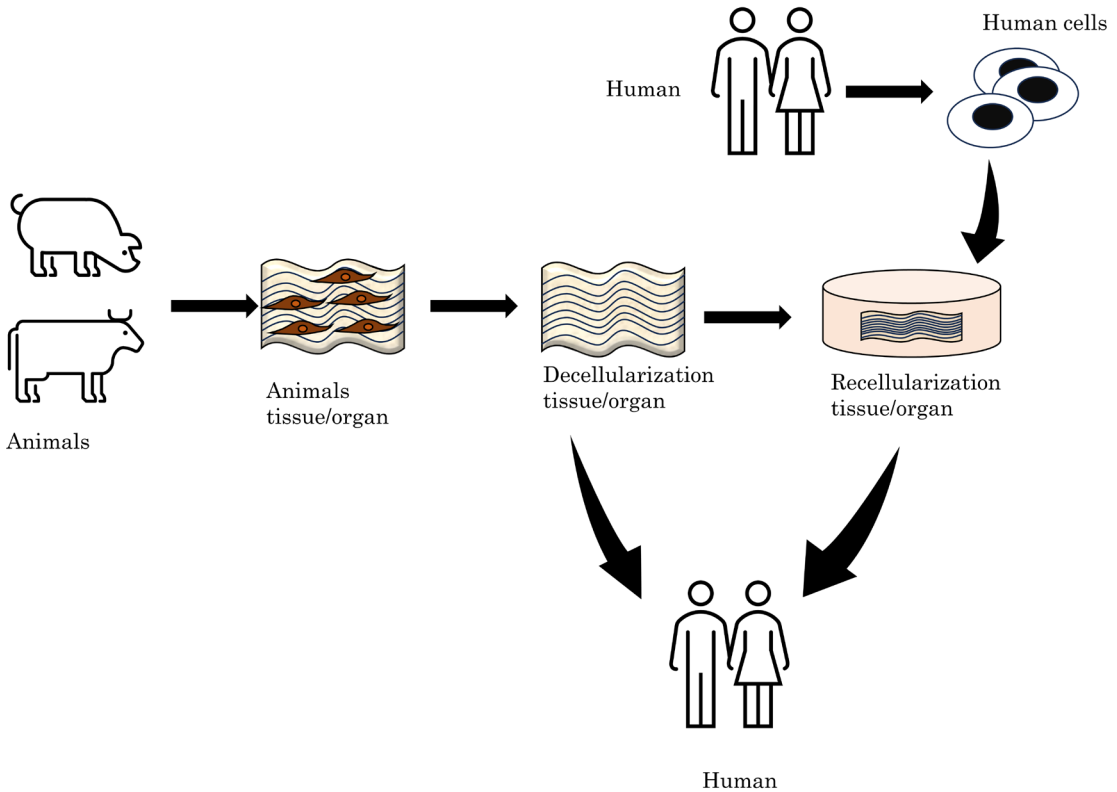 Human cells
Human
Animals
Animals
tissue/organ
Decellularization
tissue/organ
Recellularization
tissue/organ
Human